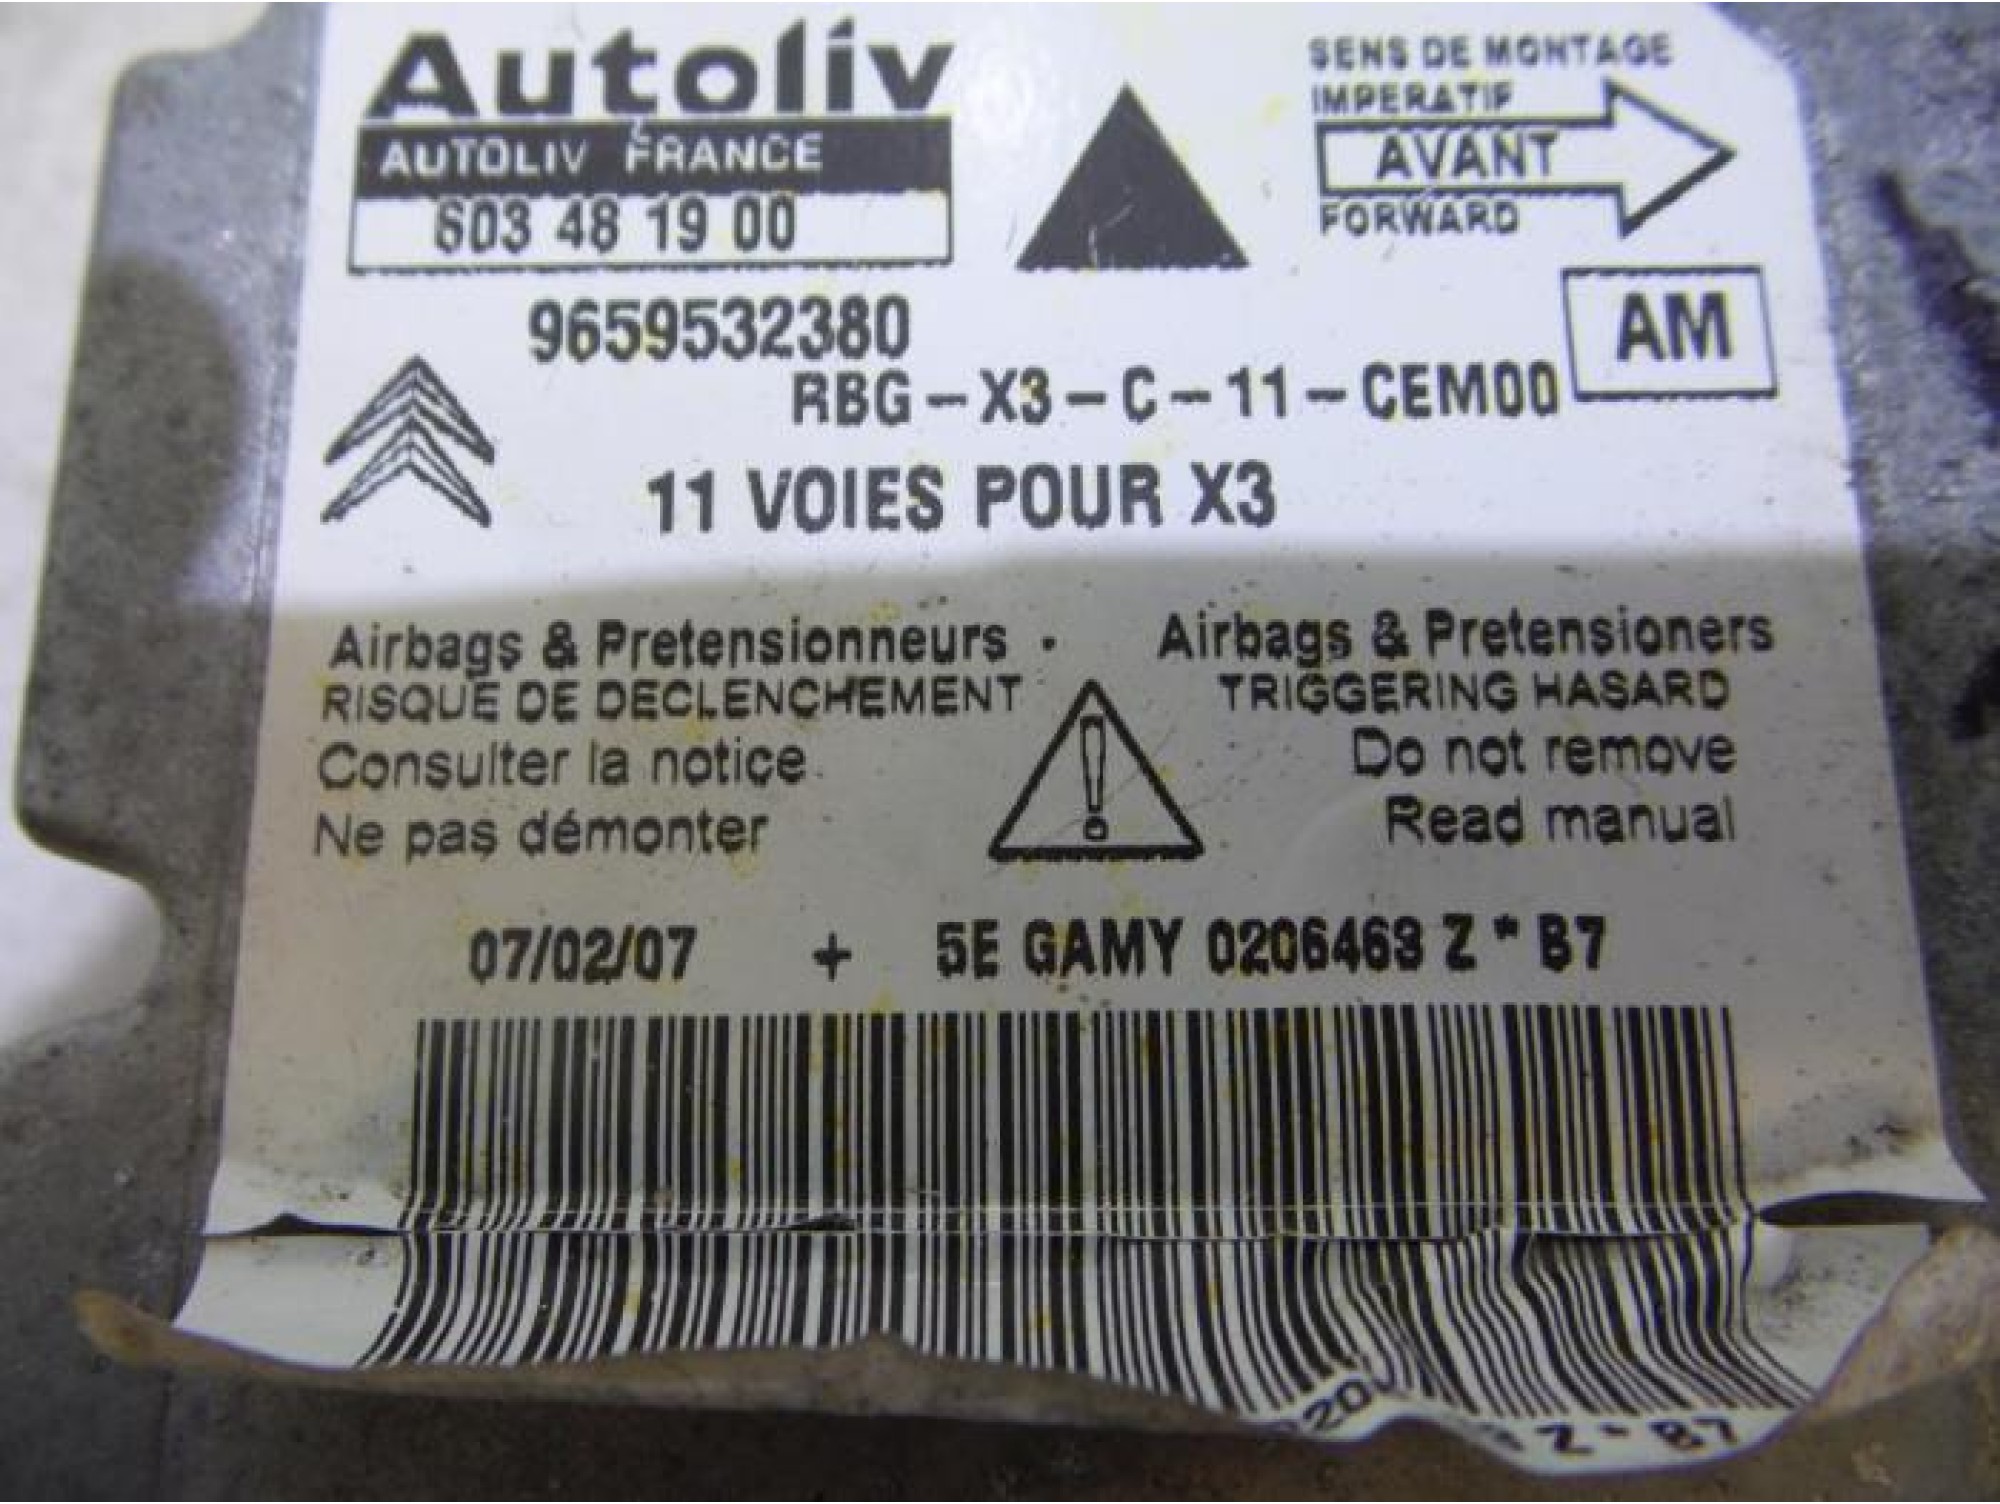 Autoliv
AUTOLIV FRANCE
603 48 19 00
SENS DE MONTAGE
IMPERATIF
AVANT
FORWARD
9659532380
AM
RBG-X3-C-11-CEM00
11 VOIES POUR X3
Airbags & Pretensionneurs .
RISQUE DE DECLENCHEMENT
Consulter la notice
Ne pas démonter
Airbags & Pretensioners
TRIGGERING HASARD
Do not remove
Read manual
07/02/07 + 5E GAMY 0206463 Z * B7
Z * B7